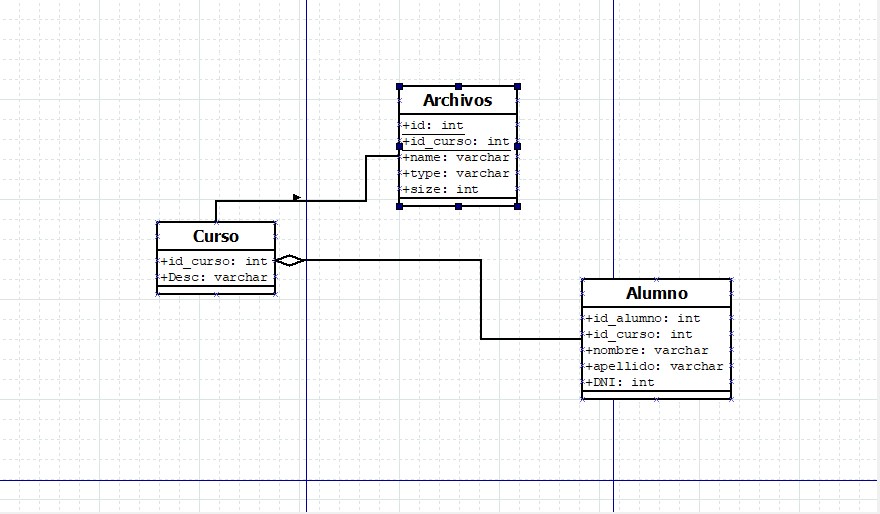 Archivos
+id: int
+id_curso: int
+name: varchar
+type: varchar
+size: int
Curso
+id_curso: int
+Desc: varchar
Alumno
+id_alumno: int
+id_curso: int
+nombre: varchar
+apellido: varchar
+DNI: int